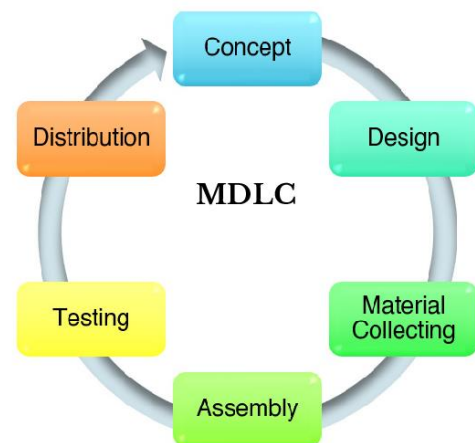 Concept
Design
Material
Collecting
Assembly
Testing
Distribution
MDLC